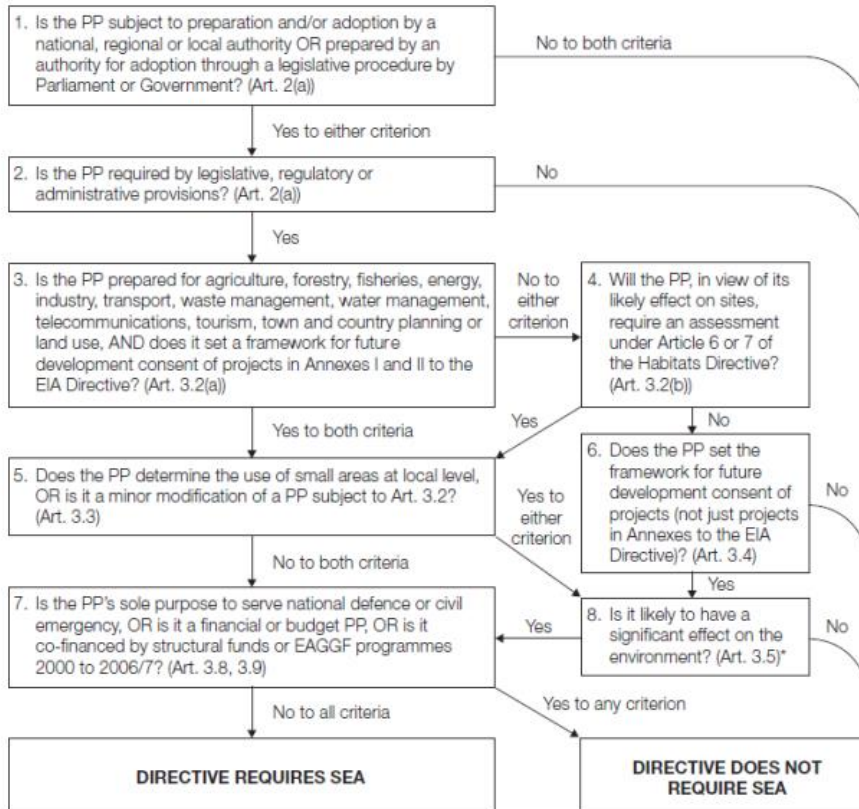 1. Is the PP subject to preparation and/or adoption by a
national, regional or local authority OR prepared by an
authority for adoption through a legislative procedure by
Parliament or Government? (Art. 2(a))
No to both criteria
Yes to either criterion
2. Is the PP required by legislative, regulatory or
administrative provisions? (Art. 2(a))
No
Yes
3. Is the PP prepared for agriculture, forestry, fisheries, energy,
industry, transport, waste management, water management,
telecommunications, tourism, town and country planning or
land use, AND does it set a framework for future
development consent of projects in Annexes I and II to the
EIA Directive? (Art. 3.2(a))
No to
either
criterion
4. Will the PP, in view of its
likely effect on sites,
require an assessment
under Article 6 or 7 of
the Habitats Directive?
(Art. 3.2(b))
Yes to both criteria
Yes
No
5. Does the PP determine the use of small areas at local level,
OR is it a minor modification of a PP subject to Art. 3.2?
(Art. 3.3)
Yes to
either
criterion
6. Does the PP set the
framework for future
development consent of
projects (not just projects
in Annexes to the EIA
Directive)? (Art. 3.4)
No
No to both criteria
Yes
7. Is the PP's sole purpose to serve national defence or civil
emergency, OR is it a financial or budget PP, OR is it
co-financed by structural funds or EAGGF programmes
2000 to 2006/7? (Art. 3.8, 3.9)
Yes
8. Is it likely to have a
significant effect on the
environment? (Art. 3.5)*
No
No to all criteria
Yes to any criterion
DIRECTIVE REQUIRES SEA
DIRECTIVE DOES NOT
REQUIRE SEA